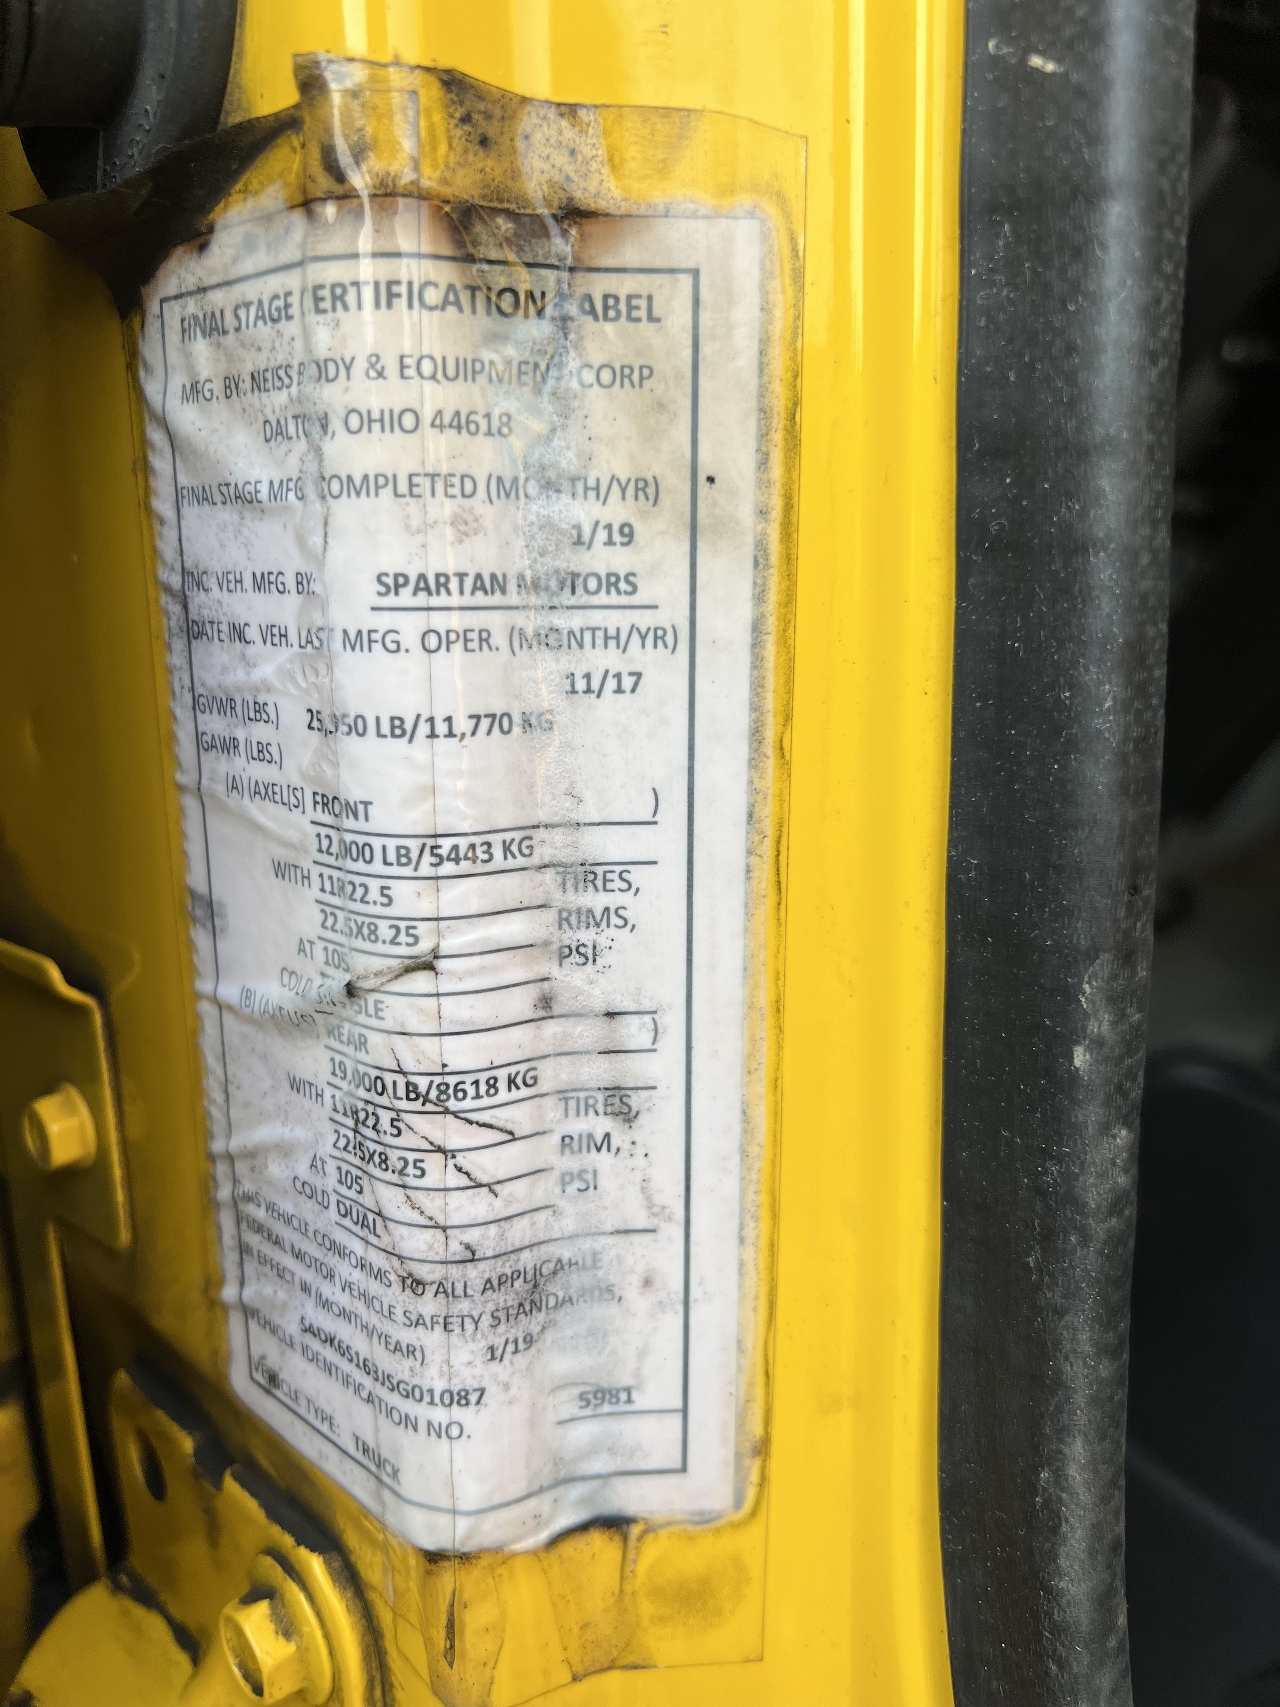 FINAL STAGE CERTIFICATION LABEL
MFG. BY: NEISS BODY & EQUIPMENT CORP
DALTON, OHIO 44618
FINAL STAGE MFG COMPLETED (MONTH/YR)
1/19
INC. VEH. MFG. BY: SPARTAN MOTORS
DATE INC. VEH. LAST MFG. OPER. (MONTH/YR)
11/17
GVWR (LBS.) 25,950 LB/11,770 KG
GAWR (LBS.)
(A) (AXEL[S] FRONT )
12,000 LB/5443 KG
WITH 11R22.5 TIRES,
22.5X8.25 RIMS,
AT 105 PSI
COLD SINGLE
(B) (AXEL[S] REAR )
19,000 LB/8618 KG
WITH 11R22.5 TIRES,
22.5X8.25 RIM,
AT 105 PSI
COLD DUAL
THIS VEHICLE CONFORMS TO ALL APPLICABLE
FEDERAL MOTOR VEHICLE SAFETY STANDARDS,
IN EFFECT IN (MONTH/YEAR) 1/19
54DK6S163JSG01087 5981
VEHICLE IDENTIFICATION NO.
VEHICLE TYPE: TRUCK